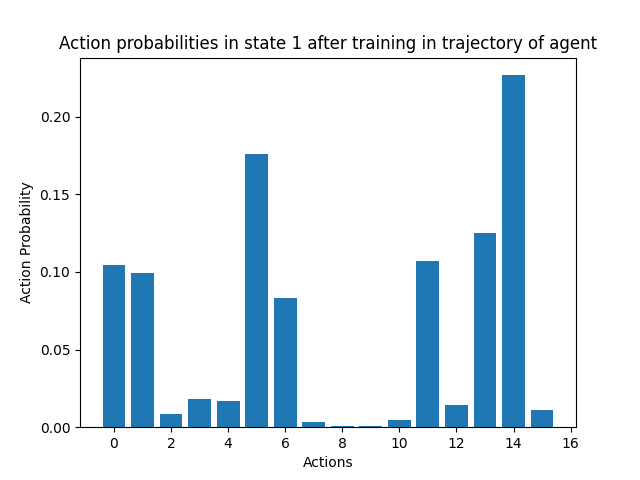 Action probabilities in state 1 after training in trajectory of agent
Action Probability
0.20
0.15
0.10
0.05
0.00
0 2 4 6 8 10 12 14 16
Actions